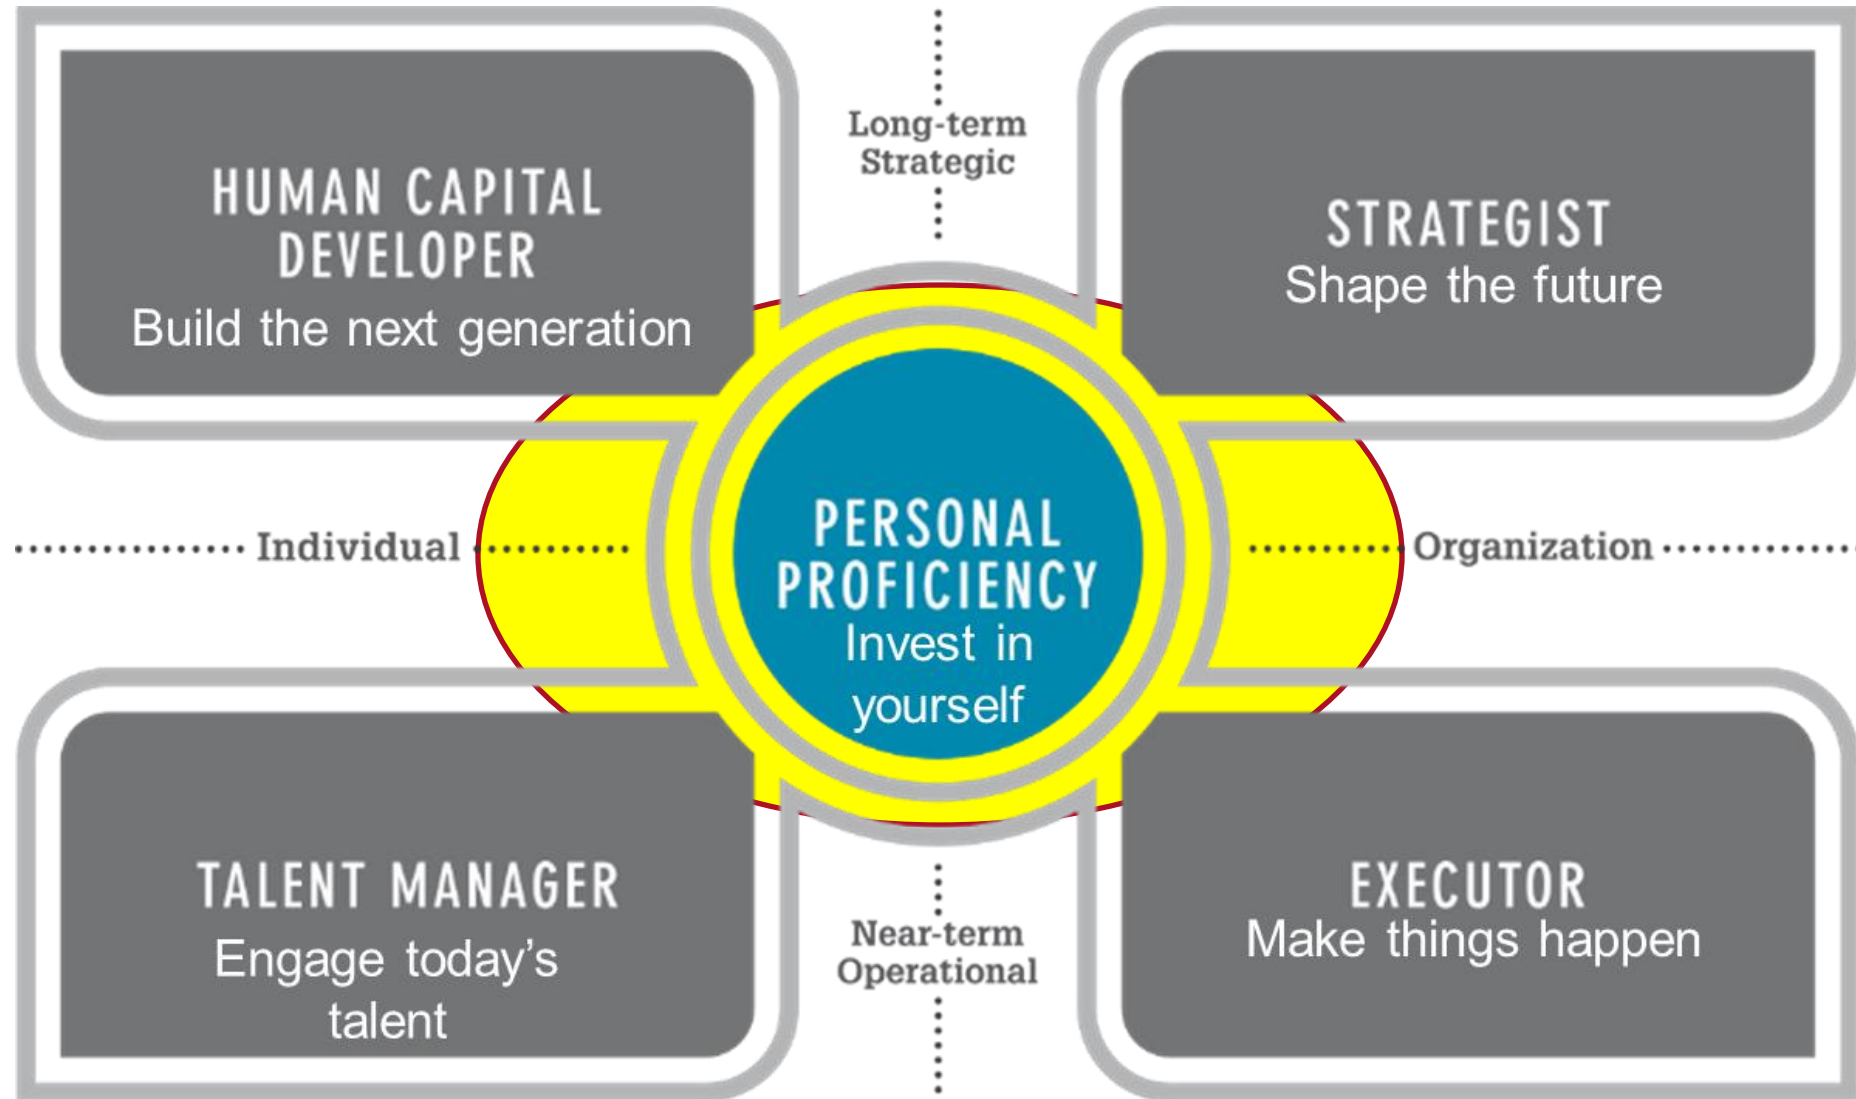 HUMAN CAPITAL
DEVELOPER
Build the next generation
Long-term
Strategic
STRATEGIST
Shape the future
Individual
PERSONAL
PROFICIENCY
Invest in
yourself
Organization
TALENT MANAGER
Engage today’s
talent
Near-term
Operational
EXECUTOR
Make things happen